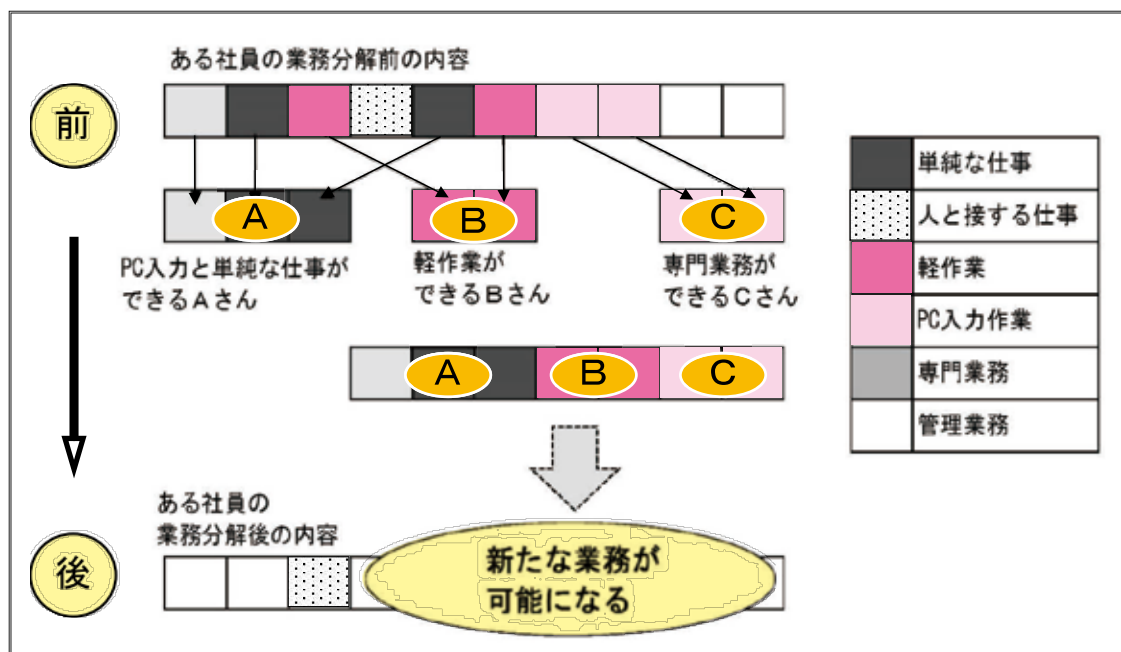 ある社員の業務分解前の内容
前
A
B
C
PC入力と単純な仕事が
できるAさん
軽作業が
できるBさん
専門業務が
できるCさん
A
B
C
単純な仕事
人と接する仕事
軽作業
PC入力作業
専門業務
管理業務
ある社員の
業務分解後の内容
後
新たな業務が
可能になる